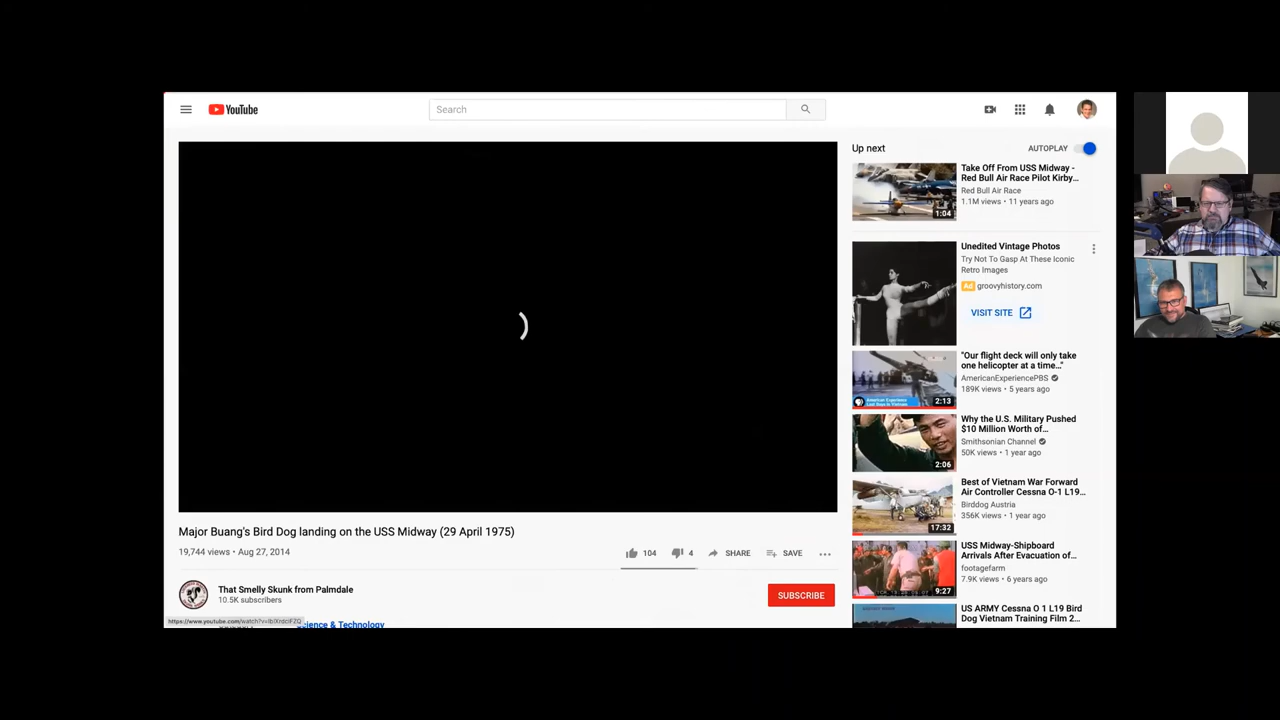 YouTube
Search
Up next
AUTOPLAY
Take Off From USS Midway -
Red Bull Air Race Pilot Kirby...
Red Bull Air Race
1.1M views • 11 years ago
1:04
Unedited Vintage Photos
Try Not To Gasp At These Iconic
Retro Images
Ad groovyhistory.com
VISIT SITE
"Our flight deck will only take
one helicopter at a time..."
AmericanExperiencePBS
189K views • 5 years ago
American Experience
Last Days in Vietnam
2:13
Why the U.S. Military Pushed
$10 Million Worth of...
Smithsonian Channel
50K views • 1 year ago
2:06
Best of Vietnam War Forward
Air Controller Cessna O-1 L19...
Birddog Austria
356K views • 1 year ago
17:32
USS Midway-Shipboard
Arrivals After Evacuation of...
footagefarm
7.9K views • 6 years ago
9:27
US ARMY Cessna O 1 L19 Bird
Dog Vietnam Training Film 2...
Major Buang's Bird Dog landing on the USS Midway (29 April 1975)
19,744 views • Aug 27, 2014
104
4
SHARE
SAVE
That Smelly Skunk from Palmdale
10.5K subscribers
SUBSCRIBE
Science & Technology